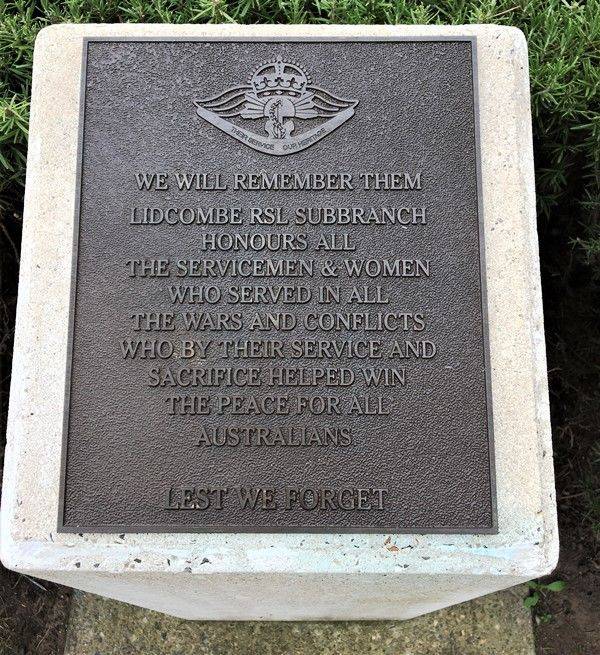 THEIR SERVICE OUR HERITAGE
WE WILL REMEMBER THEM
LIDCOMBE RSL SUBBRANCH
HONOURS ALL
THE SERVICEMEN & WOMEN
WHO SERVED IN ALL
THE WARS AND CONFLICTS
WHO BY THEIR SERVICE AND
SACRIFICE HELPED WIN
THE PEACE FOR ALL
AUSTRALIANS
LEST WE FORGET